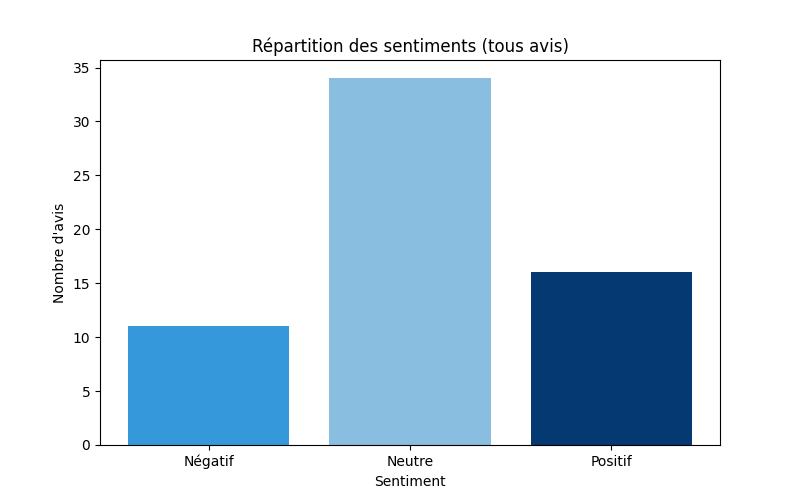 Répartition des sentiments (tous avis)
35
30
25
20
15
10
5
0
Nombre d'avis
Négatif
Neutre
Positif
Sentiment